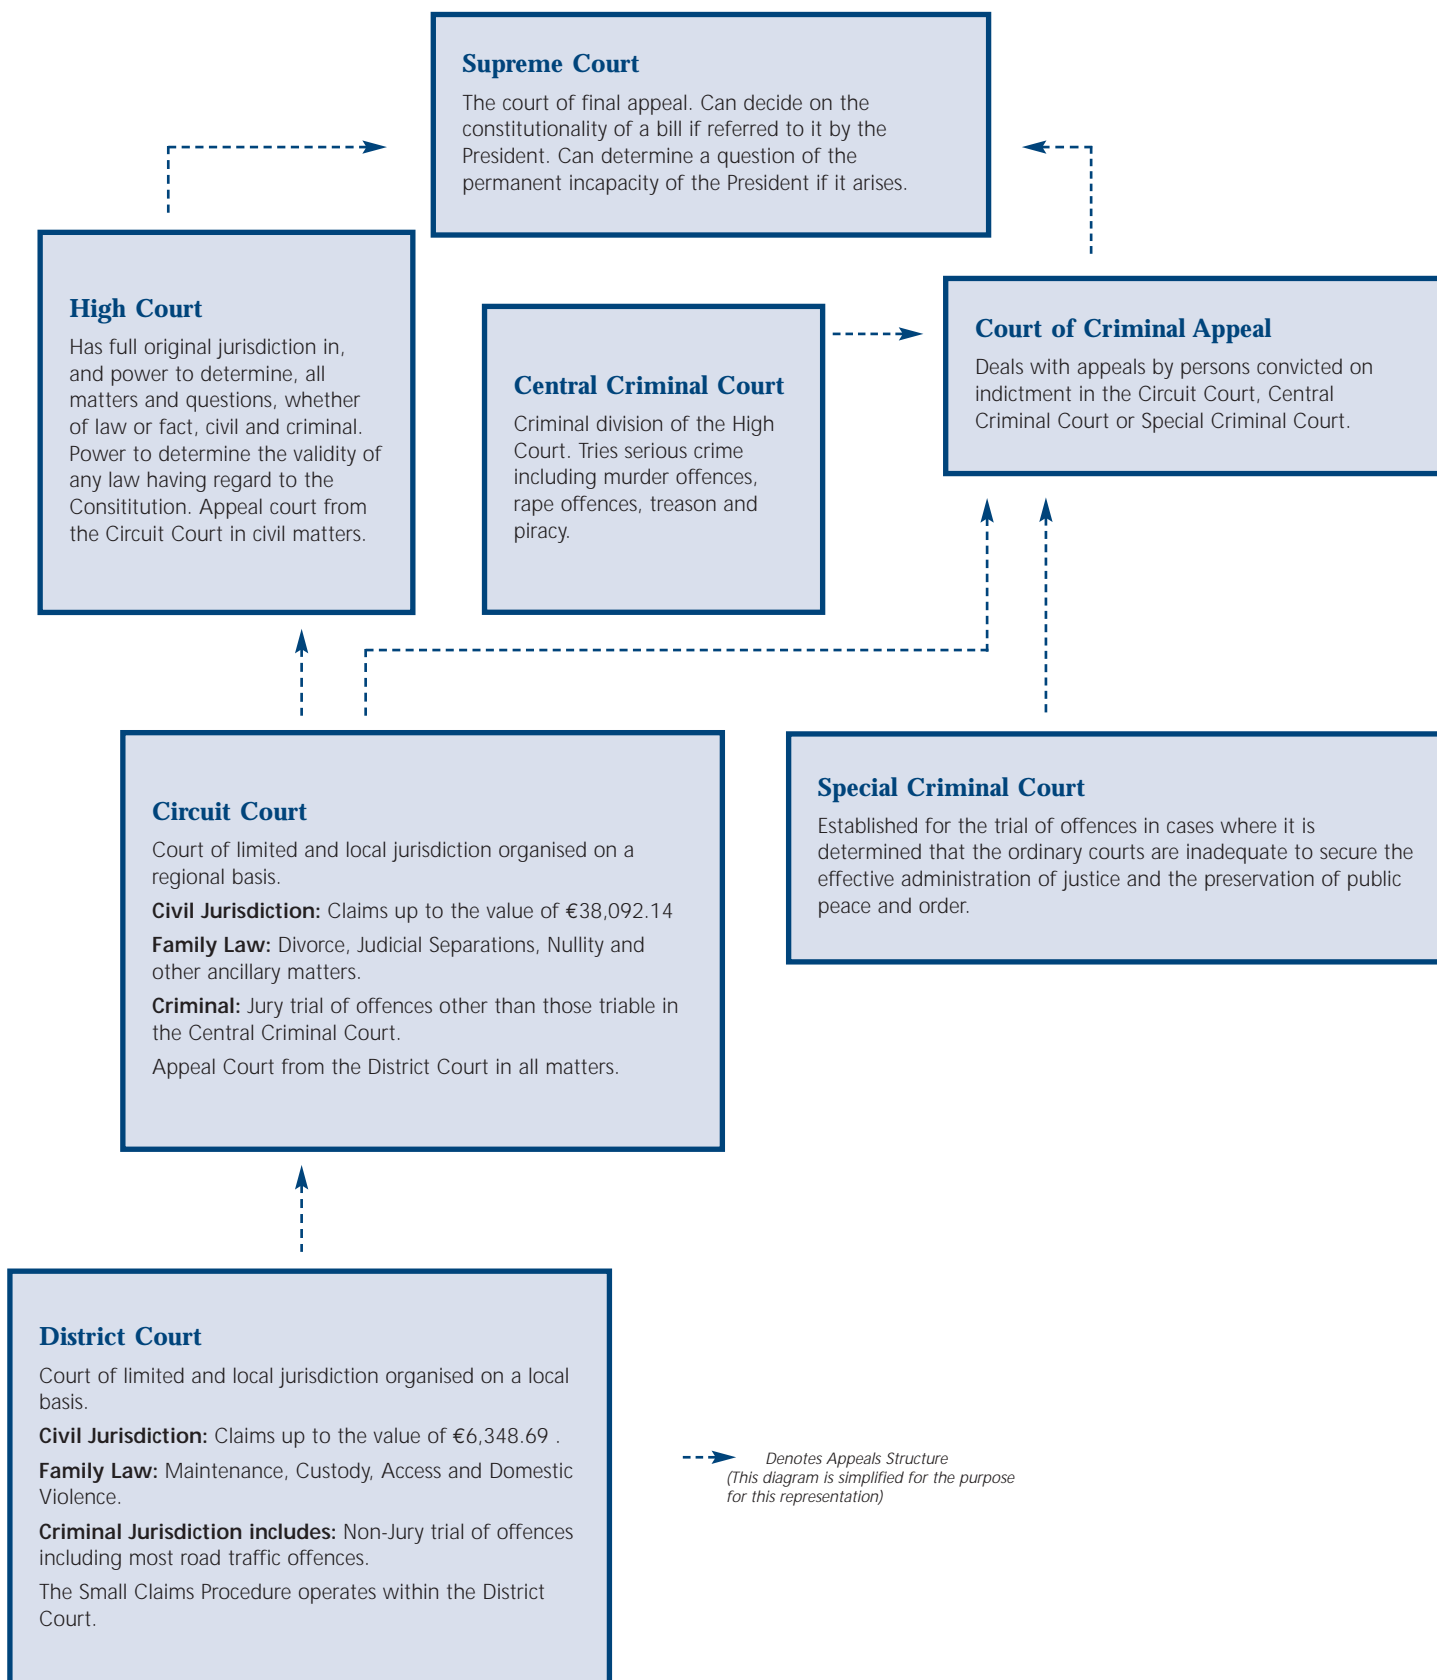 Supreme Court
The court of final appeal. Can decide on the
constitutionality of a bill if referred to it by the
President. Can determine a question of the
permanent incapacity of the President if it arises.
High Court
Has full original jurisdiction in,
and power to determine, all
matters and questions, whether
of law or fact, civil and criminal.
Power to determine the validity of
any law having regard to the
Consititution. Appeal court from
the Circuit Court in civil matters.
Central Criminal Court
Criminal division of the High
Court. Tries serious crime
including murder offences,
rape offences, treason and
piracy.
Court of Criminal Appeal
Deals with appeals by persons convicted on
indictment in the Circuit Court, Central
Criminal Court or Special Criminal Court.
Circuit Court
Court of limited and local jurisdiction organised on a
regional basis.
Civil Jurisdiction: Claims up to the value of €38,092.14
Family Law: Divorce, Judicial Separations, Nullity and
other ancillary matters.
Criminal: Jury trial of offences other than those triable in
the Central Criminal Court.
Appeal Court from the District Court in all matters.
Special Criminal Court
Established for the trial of offences in cases where it is
determined that the ordinary courts are inadequate to secure the
effective administration of justice and the preservation of public
peace and order.
District Court
Court of limited and local jurisdiction organised on a local
basis.
Civil Jurisdiction: Claims up to the value of €6,348.69 .
Family Law: Maintenance, Custody, Access and Domestic
Violence.
Criminal Jurisdiction includes: Non-Jury trial of offences
including most road traffic offences.
The Small Claims Procedure operates within the District
Court.
Denotes Appeals Structure
(This diagram is simplified for the purpose
for this representation)